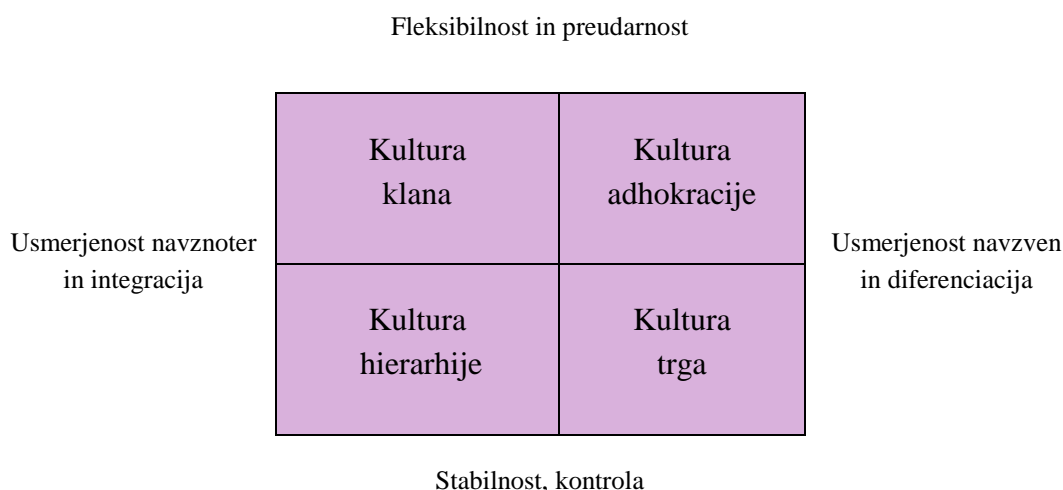 Fleksibilnost in preudarnost
Kultura
klana
Kultura
adhokracije
Usmerjenost navznoter
in integracija
Usmerjenost navzven
in diferenciacija
Kultura
hierarhije
Kultura
trga
Stabilnost, kontrola